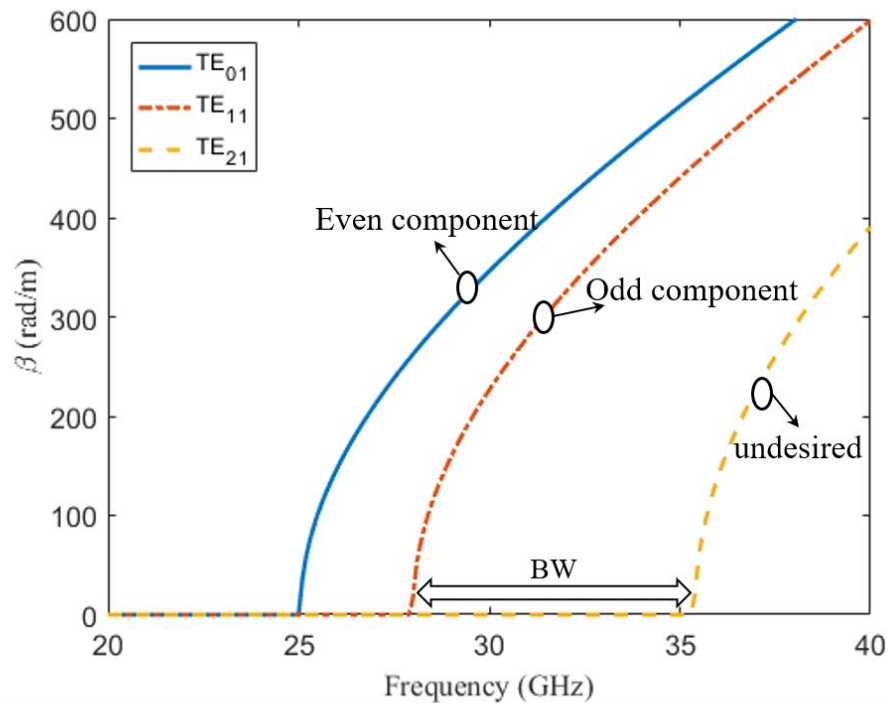 600
500
400
300
200
100
0
β (rad/m)
TE01
TE11
TE21
Even component
Odd component
undesired
BW
20 25 30 35 40
Frequency (GHz)